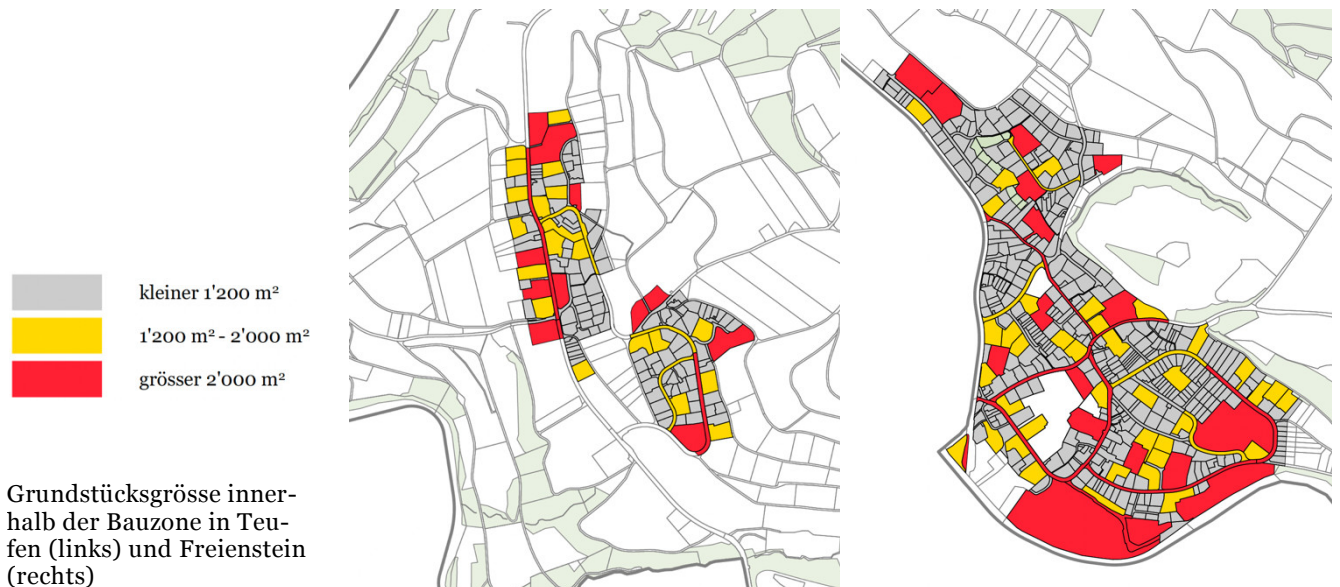 kleiner 1'200 m²
1'200 m² - 2'000 m²
grösser 2'000 m²
Grundstücksgrösse inner-
halb der Bauzone in Teu-
fen (links) und Freienstein
(rechts)